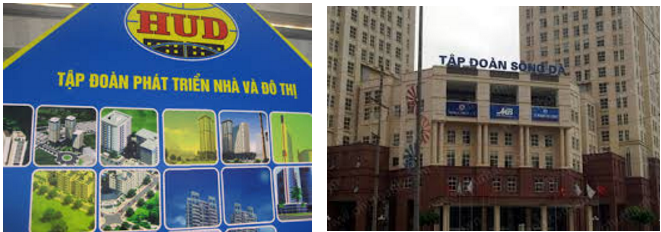 HUD
TẬP ĐOÀN PHÁT TRIỂN NHÀ VÀ ĐÔ THỊ
TẬP ĐOÀN SÔNG ĐÀ